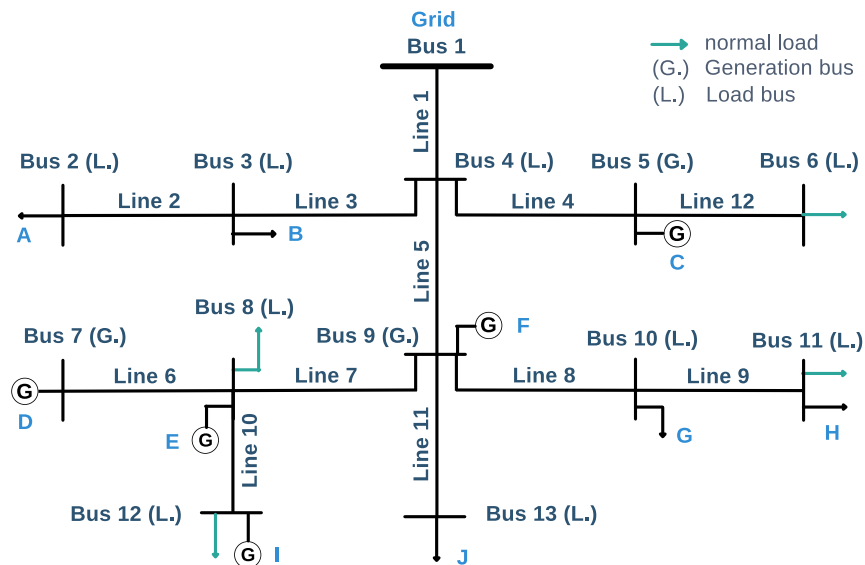 Grid
Bus 1
normal load
(G.) Generation bus
(L.) Load bus
Line 1
Bus 2 (L.)
Bus 3 (L.)
Bus 4 (L.)
Bus 5 (G.)
Bus 6 (L.)
Line 2
Line 3
Line 4
Line 12
A
B
G
C
Line 5
Bus 8 (L.)
Bus 7 (G.)
Bus 9 (G.)
G
F
Bus 10 (L.)
Bus 11 (L.)
G
Line 6
Line 7
Line 8
Line 9
D
E
G
Line 10
Line 11
G
H
Bus 12 (L.)
Bus 13 (L.)
G
I
J